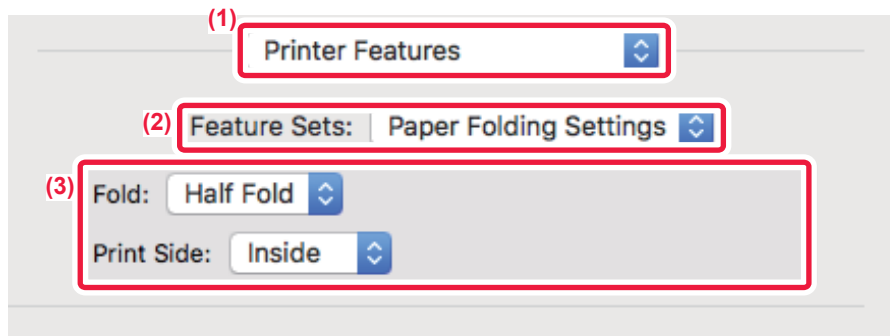 (1)
Printer Features
(2) Feature Sets: Paper Folding Settings
(3)
Fold: Half Fold
Print Side: Inside